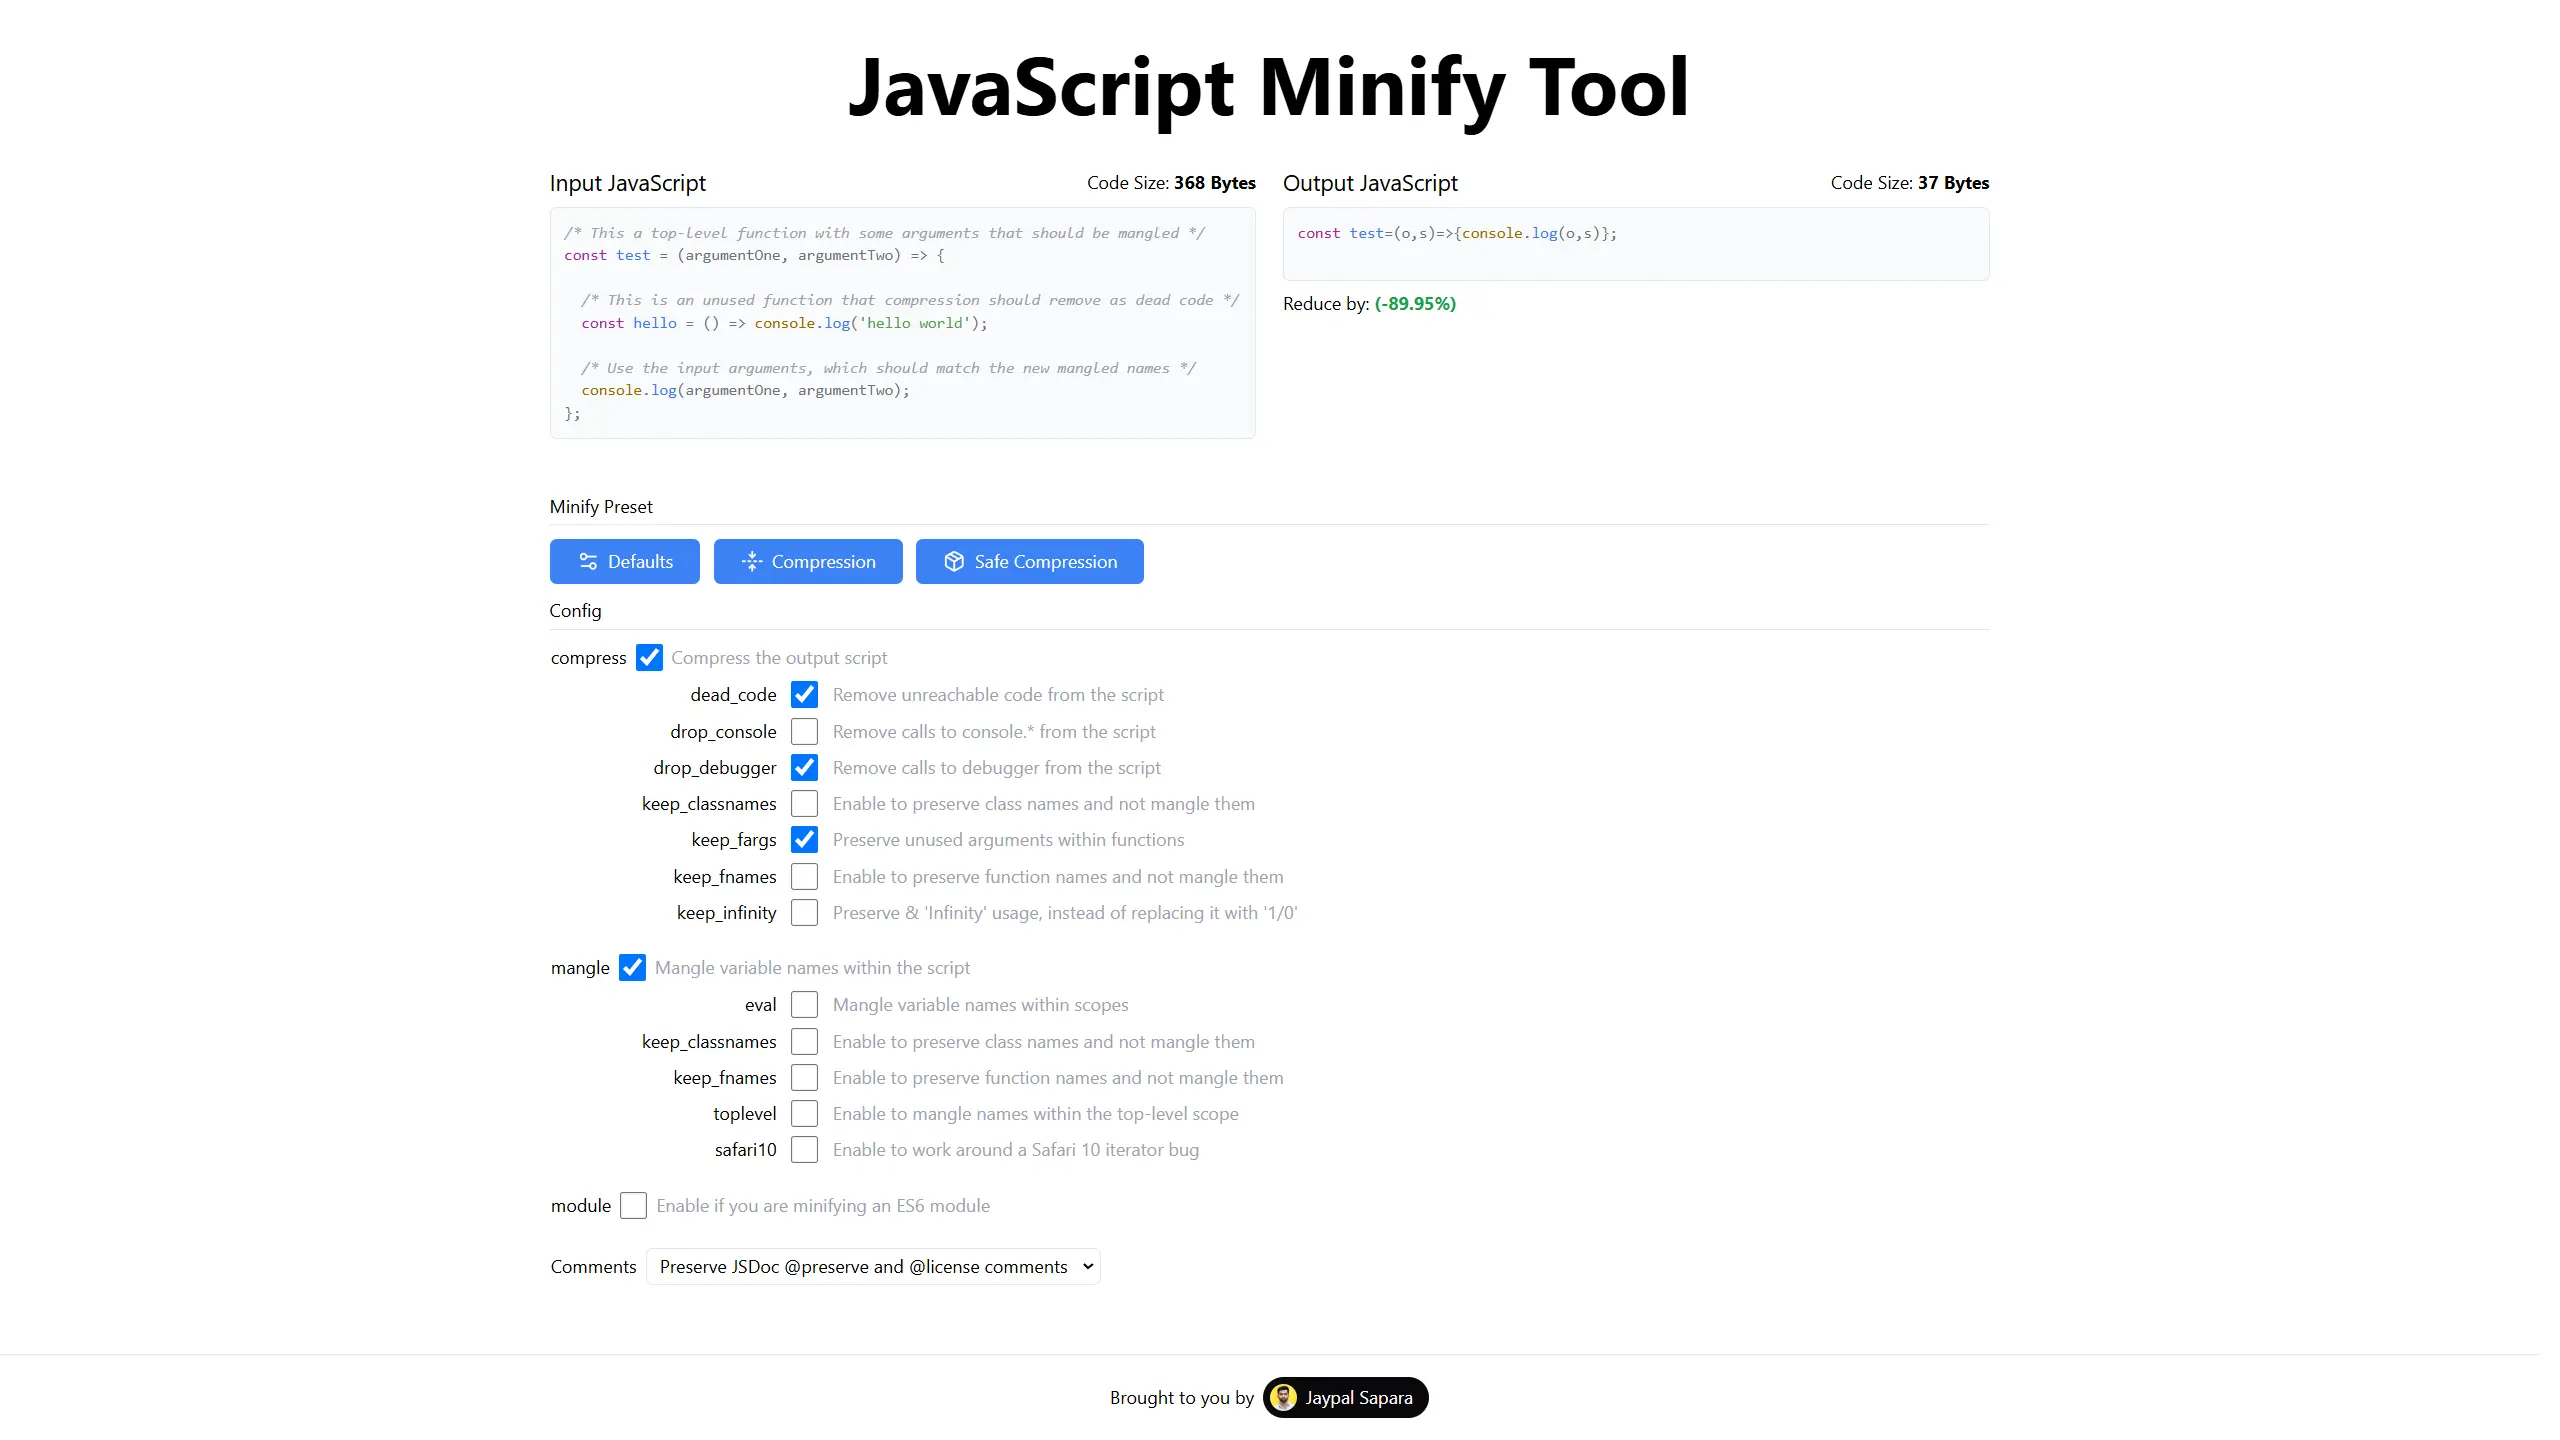 JavaScript Minify Tool
Input JavaScript
Code Size: 368 Bytes
/* This a top-level function with some arguments that should be mangled */
const test = (argumentOne, argumentTwo) => {
/* This is an unused function that compression should remove as dead code */
const hello = () => console.log('hello world');
/* Use the input arguments, which should match the new mangled names */
console.log(argumentOne, argumentTwo);
};
Output JavaScript
Code Size: 37 Bytes
const test=(o,s)=>{console.log(o,s)};
Reduce by: (-89.95%)
Minify Preset
Defaults
Compression
Safe Compression
Config
compress Compress the output script
dead_code Remove unreachable code from the script
drop_console Remove calls to console.* from the script
drop_debugger Remove calls to debugger from the script
keep_classnames Enable to preserve class names and not mangle them
keep_fargs Preserve unused arguments within functions
keep_fnames Enable to preserve function names and not mangle them
keep_infinity Preserve & 'Infinity' usage, instead of replacing it with '1/0'
mangle Mangle variable names within the script
eval Mangle variable names within scopes
keep_classnames Enable to preserve class names and not mangle them
keep_fnames Enable to preserve function names and not mangle them
toplevel Enable to mangle names within the top-level scope
safari10 Enable to work around a Safari 10 iterator bug
module Enable if you are minifying an ES6 module
Comments Preserve JSDoc @preserve and @license comments
Brought to you by Jaypal Sapara